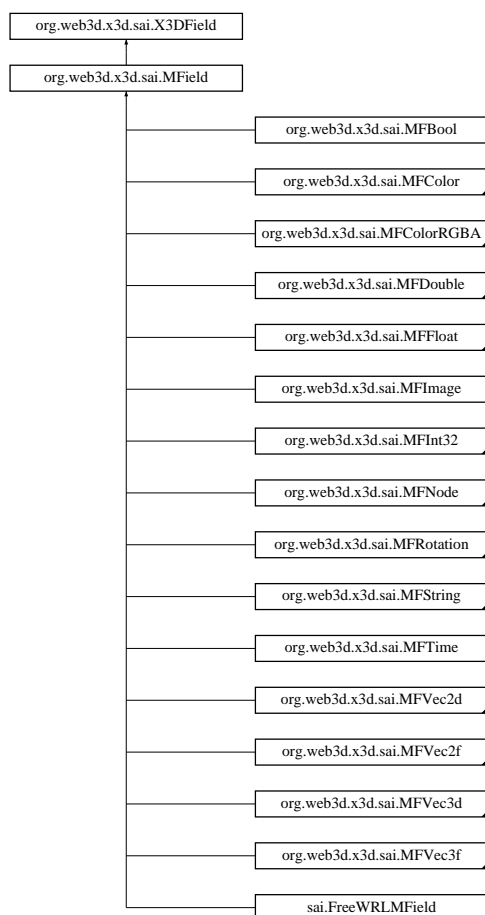 org.web3d.x3d.sai.X3DField
org.web3d.x3d.sai.MField
org.web3d.x3d.sai.MFBool
org.web3d.x3d.sai.MFColor
org.web3d.x3d.sai.MFColorRGBA
org.web3d.x3d.sai.MFDouble
org.web3d.x3d.sai.MFFloat
org.web3d.x3d.sai.MFImage
org.web3d.x3d.sai.MFInt32
org.web3d.x3d.sai.MFNode
org.web3d.x3d.sai.MFRotation
org.web3d.x3d.sai.MFString
org.web3d.x3d.sai.MFTime
org.web3d.x3d.sai.MFVec2d
org.web3d.x3d.sai.MFVec2f
org.web3d.x3d.sai.MFVec3d
org.web3d.x3d.sai.MFVec3f
sai.FreeWRLMField